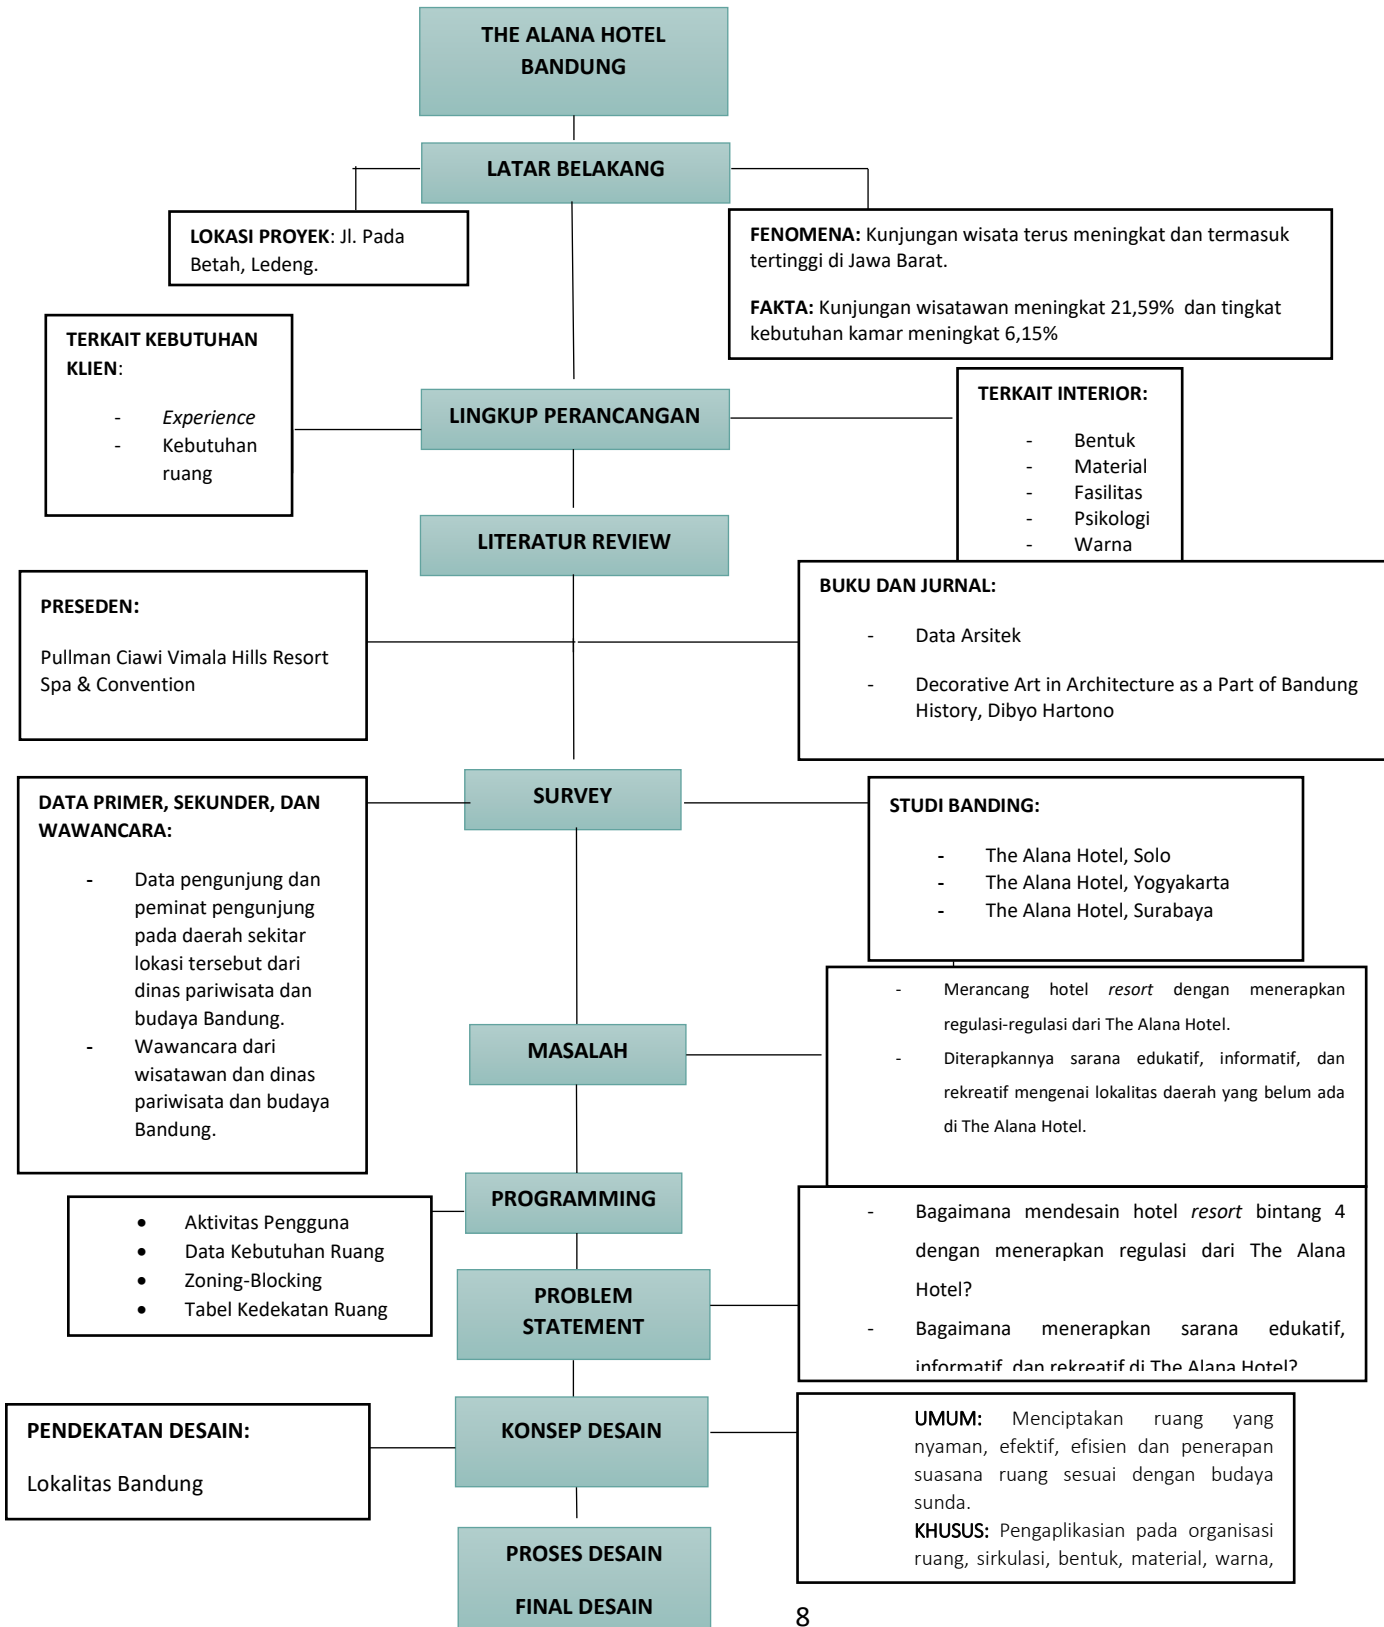 THE ALANA HOTEL
BANDUNG
LATAR BELAKANG
LOKASI PROYEK: Jl. Pada
Betah, Ledeng.
FENOMENA: Kunjungan wisata terus meningkat dan termasuk
tertinggi di Jawa Barat.
FAKTA: Kunjungan wisatawan meningkat 21,59% dan tingkat
kebutuhan kamar meningkat 6,15%
TERKAIT KEBUTUHAN
KLIEN:
- Experience
- Kebutuhan
ruang
LINGKUP PERANCANGAN
TERKAIT INTERIOR:
- Bentuk
- Material
- Fasilitas
- Psikologi
- Warna
LITERATUR REVIEW
PRESEDEN:
Pullman Ciawi Vimala Hills Resort
Spa & Convention
BUKU DAN JURNAL:
- Data Arsitek
- Decorative Art in Architecture as a Part of Bandung
History, Dibyo Hartono
SURVEY
DATA PRIMER, SEKUNDER, DAN
WAWANCARA:
- Data pengunjung dan
peminat pengunjung
pada daerah sekitar
lokasi tersebut dari
dinas pariwisata dan
budaya Bandung.
- Wawancara dari
wisatawan dan dinas
pariwisata dan budaya
Bandung.
STUDI BANDING:
- The Alana Hotel, Solo
- The Alana Hotel, Yogyakarta
- The Alana Hotel, Surabaya
MASALAH
- Merancang hotel resort dengan menerapkan
regulasi-regulasi dari The Alana Hotel.
- Diterapkannya sarana edukatif, informatif, dan
rekreatif mengenai lokalitas daerah yang belum ada
di The Alana Hotel.
PROGRAMMING
• Aktivitas Pengguna
• Data Kebutuhan Ruang
• Zoning-Blocking
• Tabel Kedekatan Ruang
PROBLEM
STATEMENT
- Bagaimana mendesain hotel resort bintang 4
dengan menerapkan regulasi dari The Alana
Hotel?
- Bagaimana menerapkan sarana edukatif,
informatif, dan rekreatif di The Alana Hotel?
KONSEP DESAIN
PENDEKATAN DESAIN:
Lokalitas Bandung
UMUM: Menciptakan ruang yang
nyaman, efektif, efisien dan penerapan
suasana ruang sesuai dengan budaya
sunda.
KHUSUS: Pengaplikasian pada organisasi
ruang, sirkulasi, bentuk, material, warna,
PROSES DESAIN
FINAL DESAIN
8